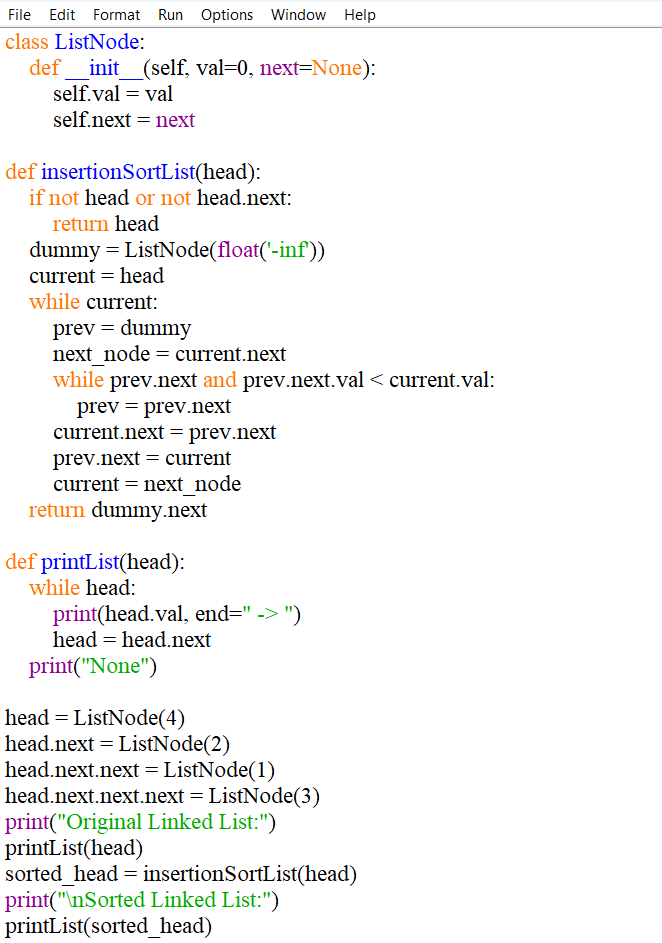 File Edit Format Run Options Window Help
class ListNode:
    def __init__(self, val=0, next=None):
        self.val = val
        self.next = next

def insertionSortList(head):
    if not head or not head.next:
        return head
    dummy = ListNode(float('-inf'))
    current = head
    while current:
        prev = dummy
        next_node = current.next
        while prev.next and prev.next.val < current.val:
            prev = prev.next
        current.next = prev.next
        prev.next = current
        current = next_node
    return dummy.next

def printList(head):
    while head:
        print(head.val, end=" -> ")
        head = head.next
    print("None")

head = ListNode(4)
head.next = ListNode(2)
head.next.next = ListNode(1)
head.next.next.next = ListNode(3)
print("Original Linked List:")
printList(head)
sorted_head = insertionSortList(head)
print("\nSorted Linked List:")
printList(sorted_head)